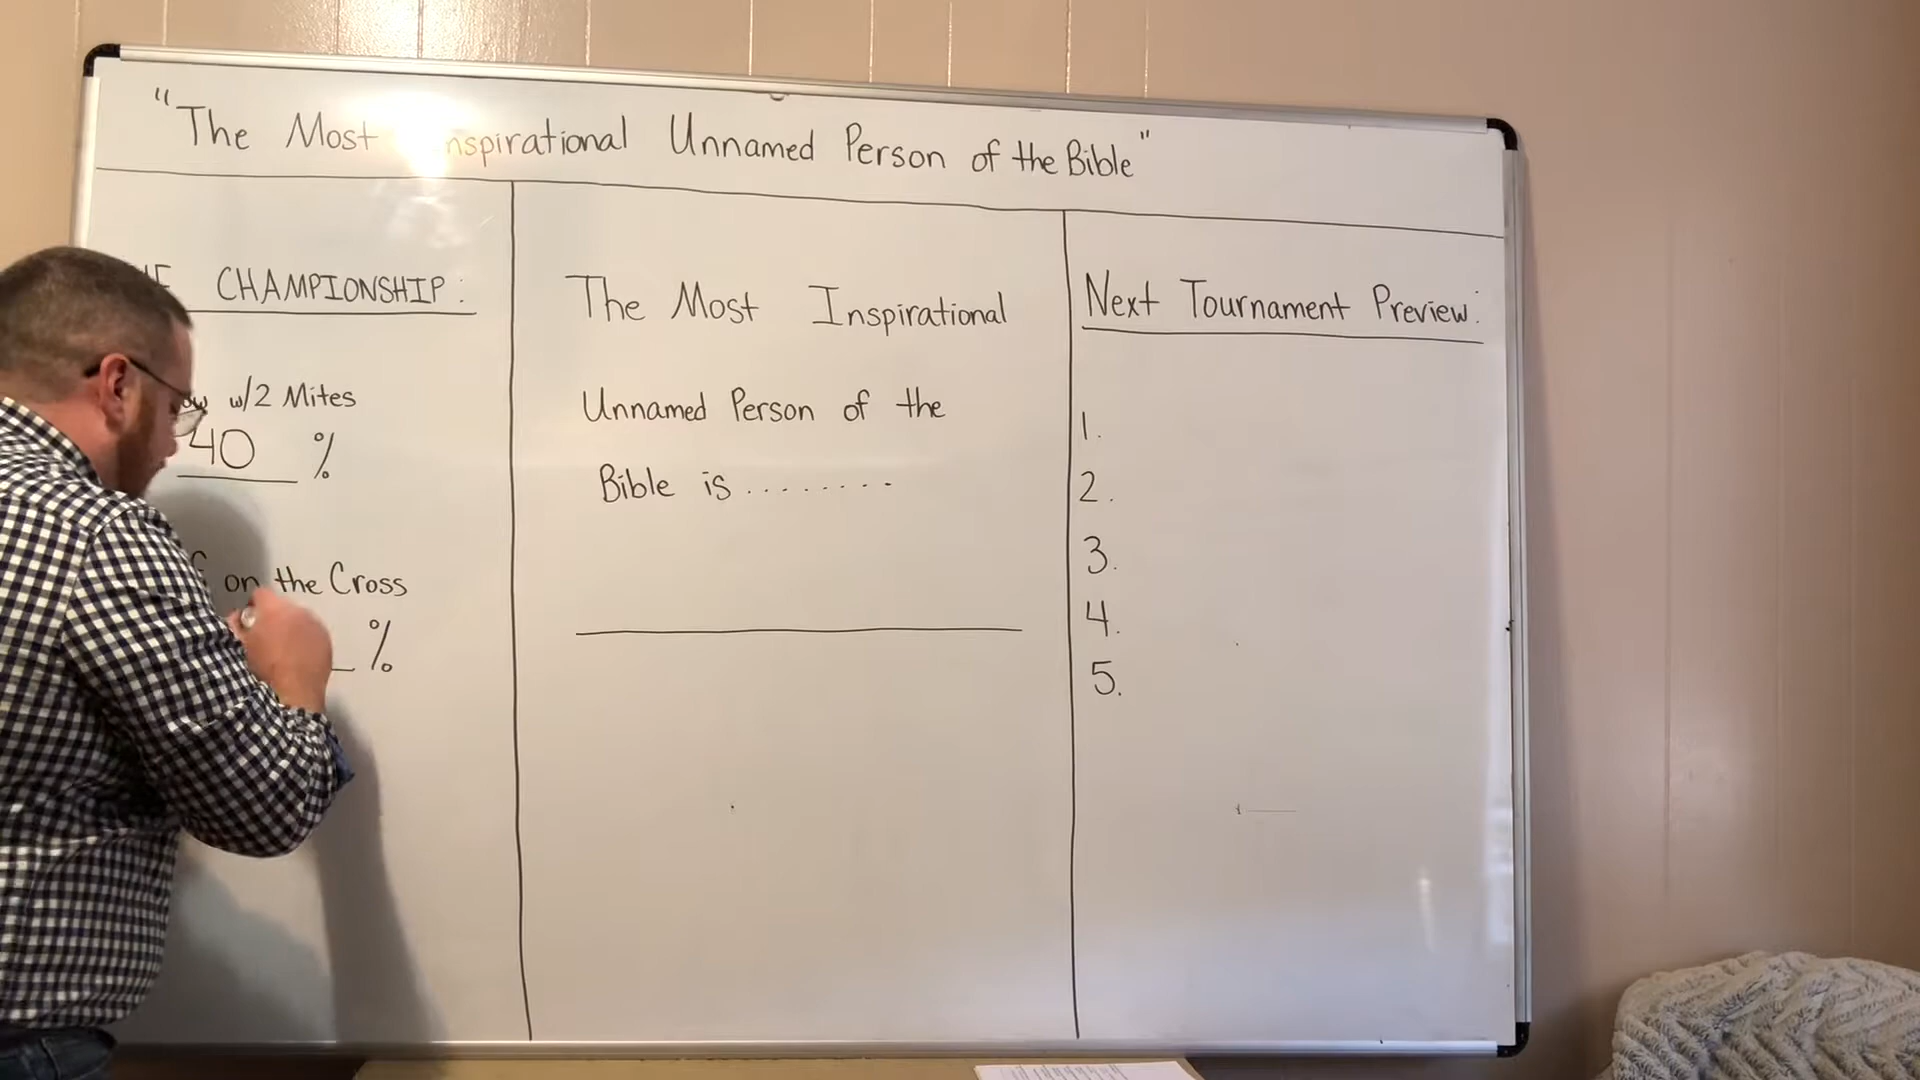 "The Most Inspirational Unnamed Person of the Bible"
CHAMPIONSHIP:
w/2 Mites
40 %
on the Cross
%
The Most Inspirational
Unnamed Person of the
Bible is ........
Next Tournament Preview:
1.
2.
3.
4.
5.